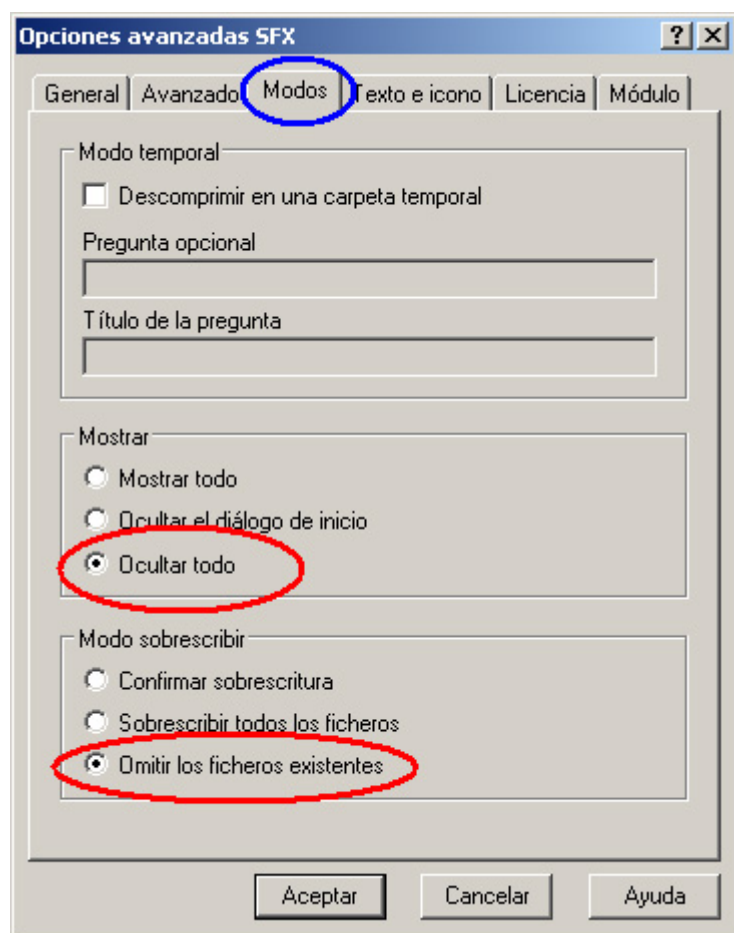 Opciones avanzadas SFX
General Avanzado Modos Texto e icono Licencia Módulo
Modo temporal
Descomprimir en una carpeta temporal
Pregunta opcional
Título de la pregunta
Mostrar
Mostrar todo
Ocultar el diálogo de inicio
Ocultar todo
Modo sobrescribir
Confirmar sobrescritura
Sobrescribir todos los ficheros
Omitir los ficheros existentes
Aceptar Cancelar Ayuda